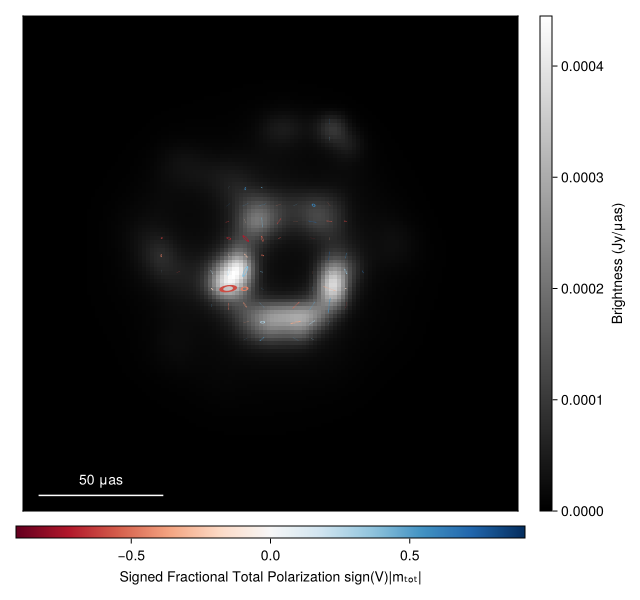 0.0004
0.0003
0.0002
0.0001
0.0000
Brightness (Jy/μas)
50 μas
−0.5
0.0
0.5
Signed Fractional Total Polarization sign(V)|mₜₒₜ|